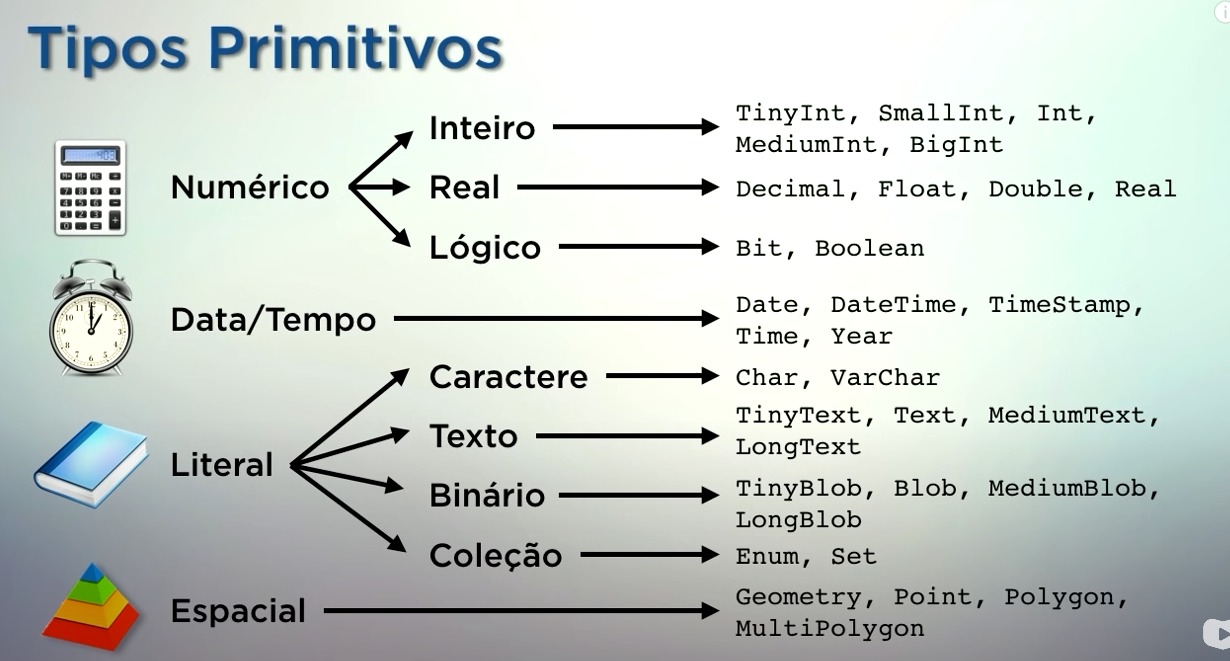 Tipos Primitivos
Numérico
Inteiro
TinyInt, SmallInt, Int,
MediumInt, BigInt
Real
Decimal, Float, Double, Real
Lógico
Bit, Boolean
Data/Tempo
Date, DateTime, TimeStamp,
Time, Year
Literal
Caractere
Char, VarChar
Texto
TinyText, Text, MediumText,
LongText
Binário
TinyBlob, Blob, MediumBlob,
LongBlob
Coleção
Enum, Set
Espacial
Geometry, Point, Polygon,
MultiPolygon